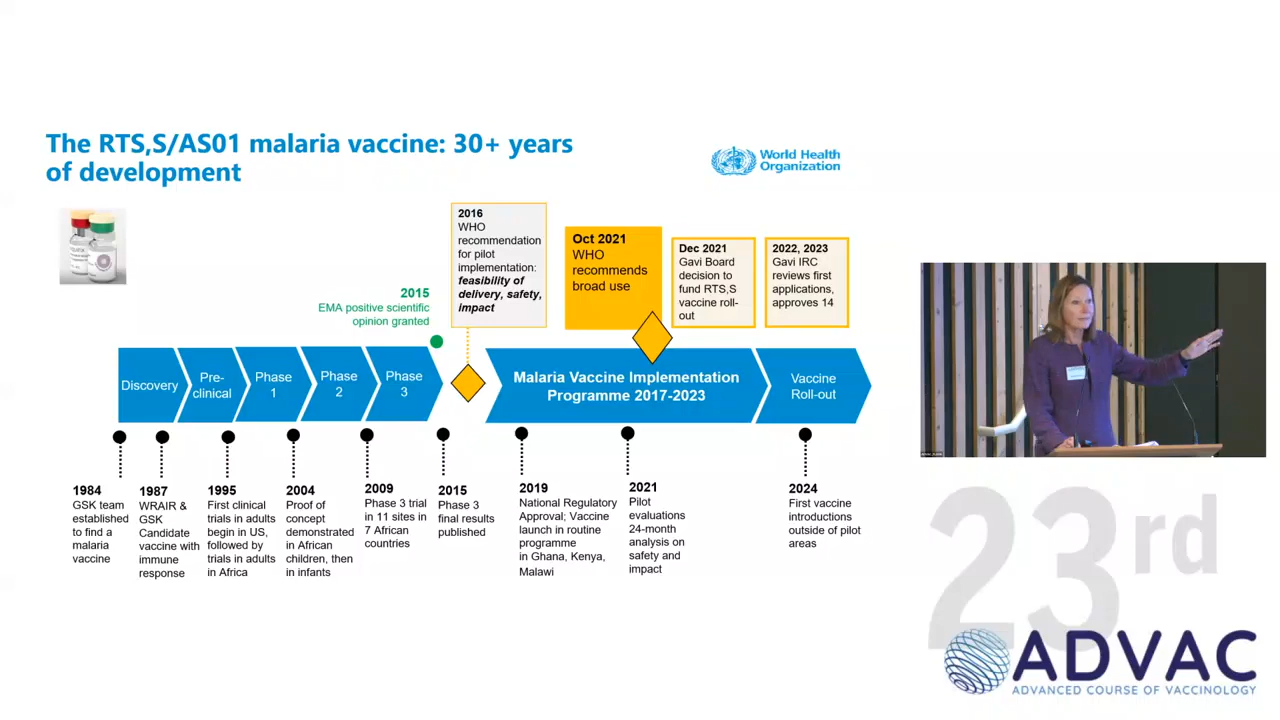 The RTS,S/AS01 malaria vaccine: 30+ years
of development
World Health
Organization
2016
WHO
recommendation
for pilot
implementation:
feasibility of
delivery, safety,
impact
Oct 2021
WHO
recommends
broad use
Dec 2021
Gavi Board
decision to
fund RTS,S
vaccine roll-
out
2022, 2023
Gavi IRC
reviews first
applications,
approves 14
2015
EMA positive scientific
opinion granted
Discovery
Pre-
clinical
Phase
1
Phase
2
Phase
3
Malaria Vaccine Implementation
Programme 2017-2023
Vaccine
Roll-out
1984
GSK team
established
to find a
malaria
vaccine
1987
WRAIR &
GSK
Candidate
vaccine with
immune
response
1995
First clinical
trials in adults
begin in US,
followed by
trials in adults
in Africa
2004
Proof of
concept
demonstrated
in African
children, then
in infants
2009
Phase 3 trial
in 11 sites in
7 African
countries
2015
Phase 3
final results
published
2019
National Regulatory
Approval; Vaccine
launch in routine
programme
in Ghana, Kenya,
Malawi
2021
Pilot
evaluations
24-month
analysis on
safety and
impact
2024
First vaccine
introductions
outside of pilot
areas
23rd
ADVAC
ADVANCED COURSE OF VACCINOLOGY